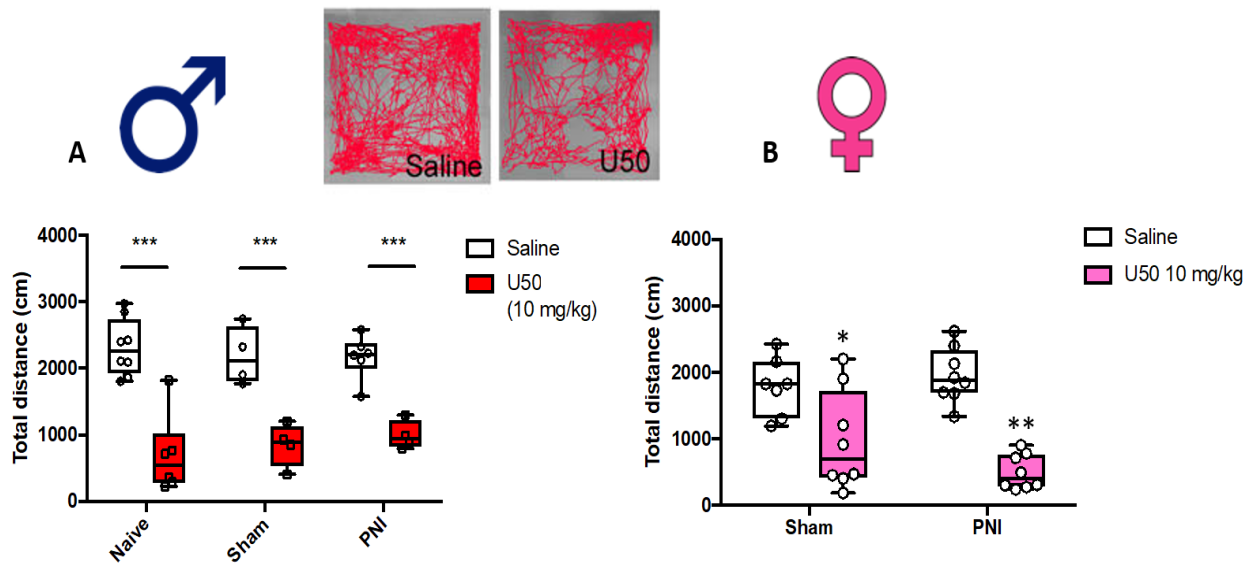 A
Saline
U50
B
Total distance (cm)
4000
3000
2000
1000
0
***
***
***
Naive
Sham
PNI
Saline
U50
(10 mg/kg)
Total distance (cm)
4000
3000
2000
1000
0
*
**
Sham
PNI
Saline
U50 10 mg/kg